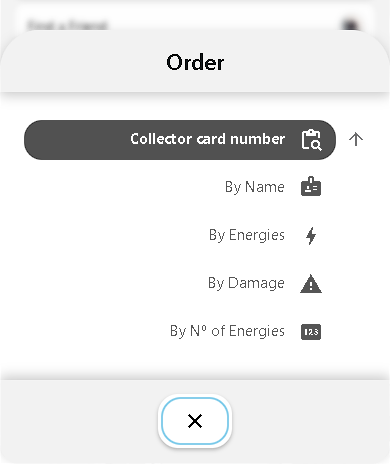 Find a Friend
Order
Collector card number
By Name
By Energies
By Damage
By Nº of Energies
123